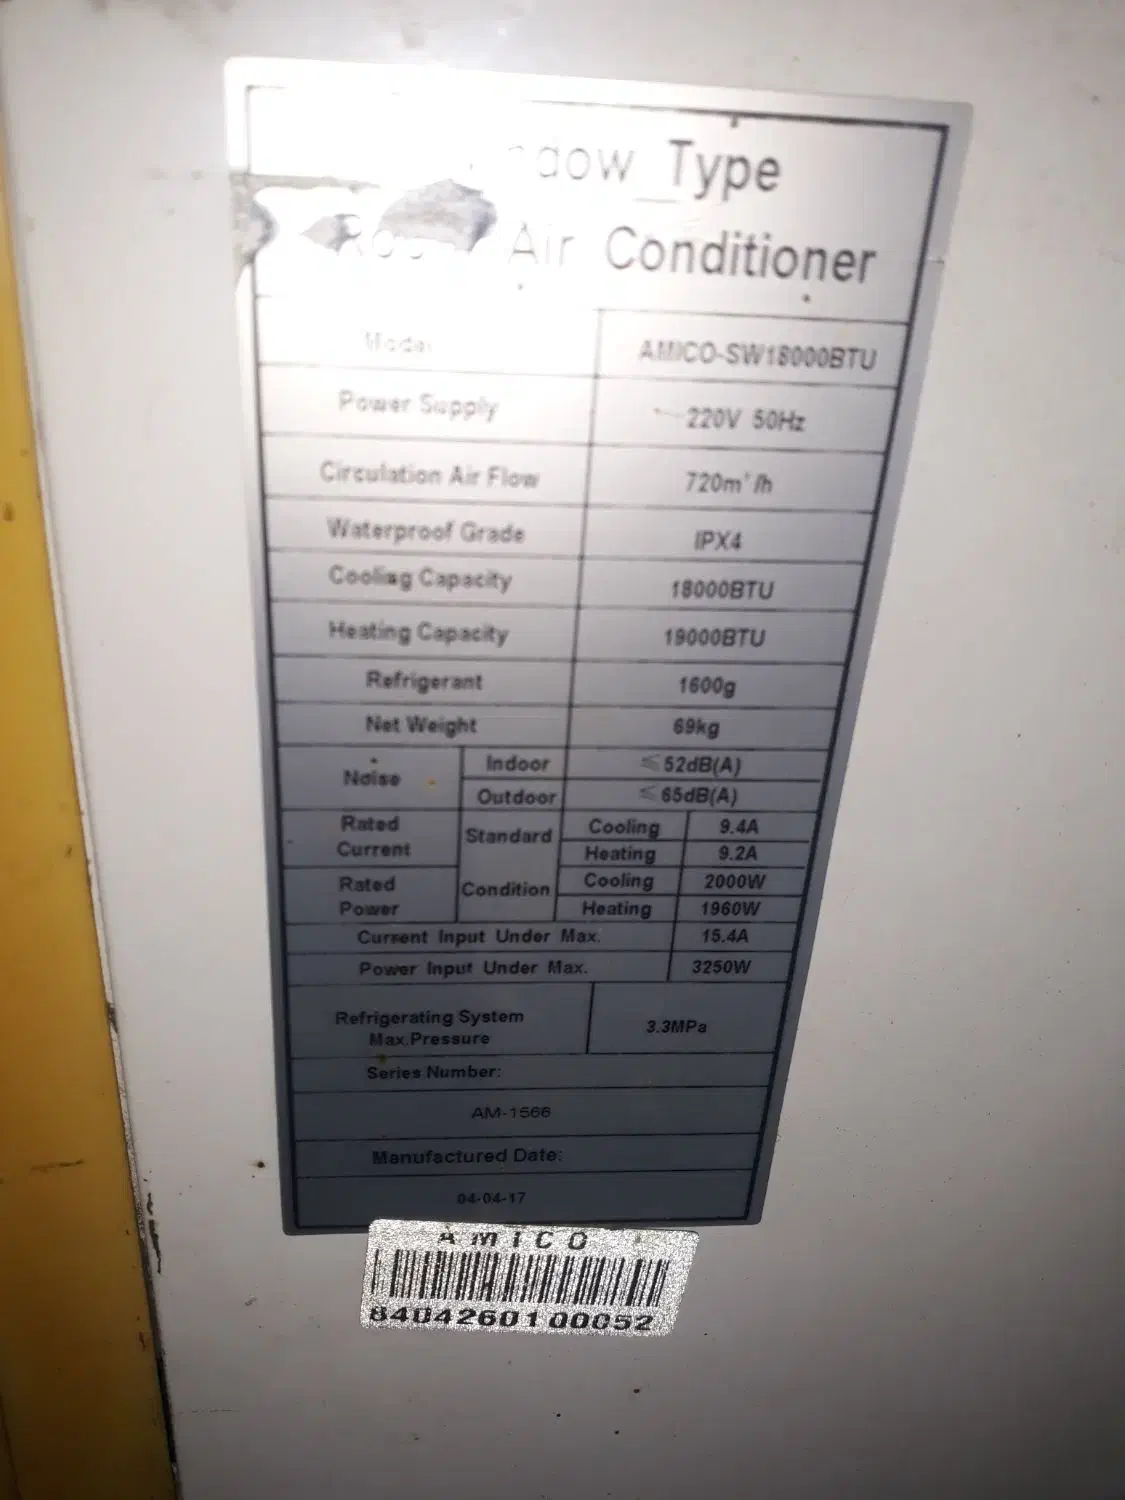 Type
Air Conditioner
Model AMICO-SW18000BTU
Power Supply 220V 50Hz
Circulation Air Flow 720m³/h
Waterproof Grade IPX4
Cooling Capacity 18000BTU
Heating Capacity 19000BTU
Refrigerant 1600g
Net Weight 69kg
Noise Indoor ≤52dB(A)
Outdoor ≤65dB(A)
Rated Current Standard Condition Cooling 9.4A
Heating 9.2A
Rated Power Cooling 2000W
Heating 1960W
Current Input Under Max. 15.4A
Power Input Under Max. 3250W
Refrigerating System
Max.Pressure 3.3MPa
Series Number:
AM-1566
Manufactured Date:
04-04-17
AMICO
8404260100052